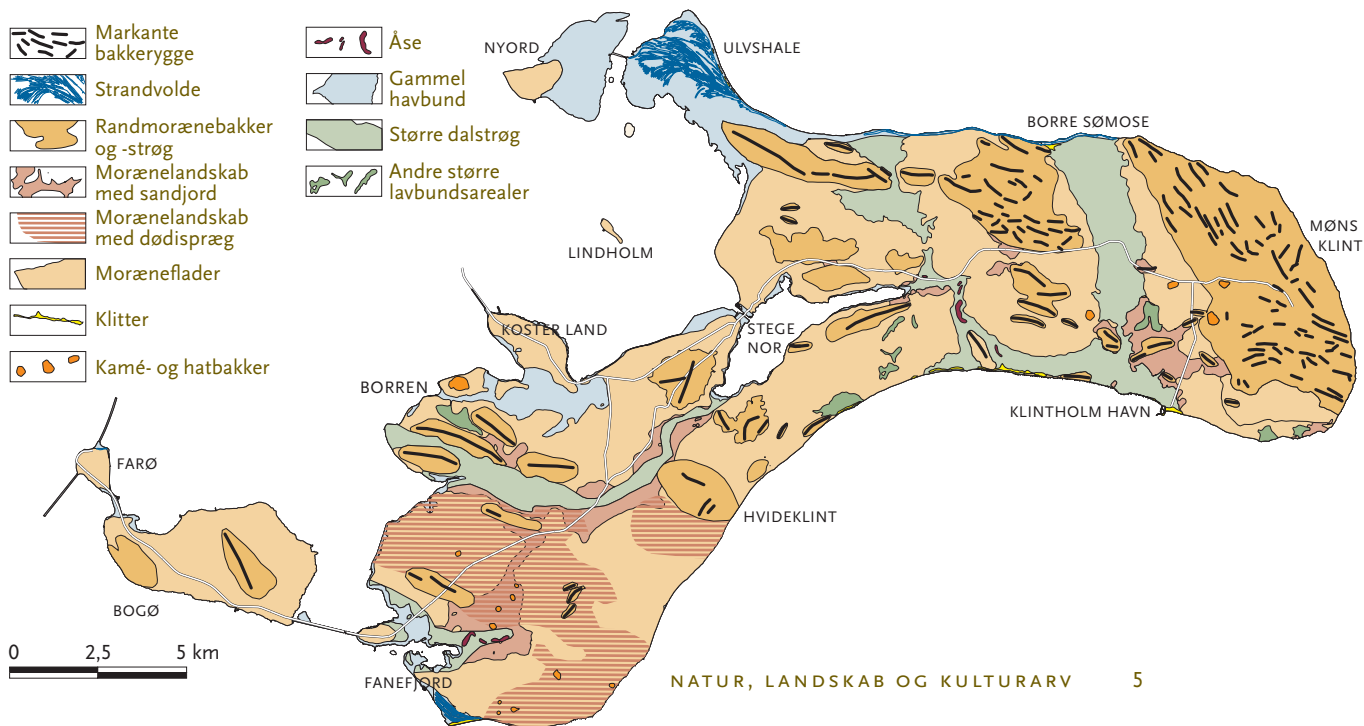 Markante
bakkerygge
Strandvolde
Randmorænebakker
og -strøg
Morænelandskab
med sandjord
Morænelandskab
med dødispræg
Moræneflader
Klitter
Kamé- og hatbakker
Åse
Gammel
havbund
Større dalstrøg
Andre større
lavbundsarealer
NYORD
ULVSHALE
BORRE SØMOSE
MØNS
KLINT
LINDHOLM
KOSTER LAND
STEGE
NOR
BORREN
KLINTHOLM HAVN
FARØ
HVIDEKLINT
BOGØ
FANEFJORD
0 2,5 5 km
NATUR, LANDSKAB OG KULTURARV 5